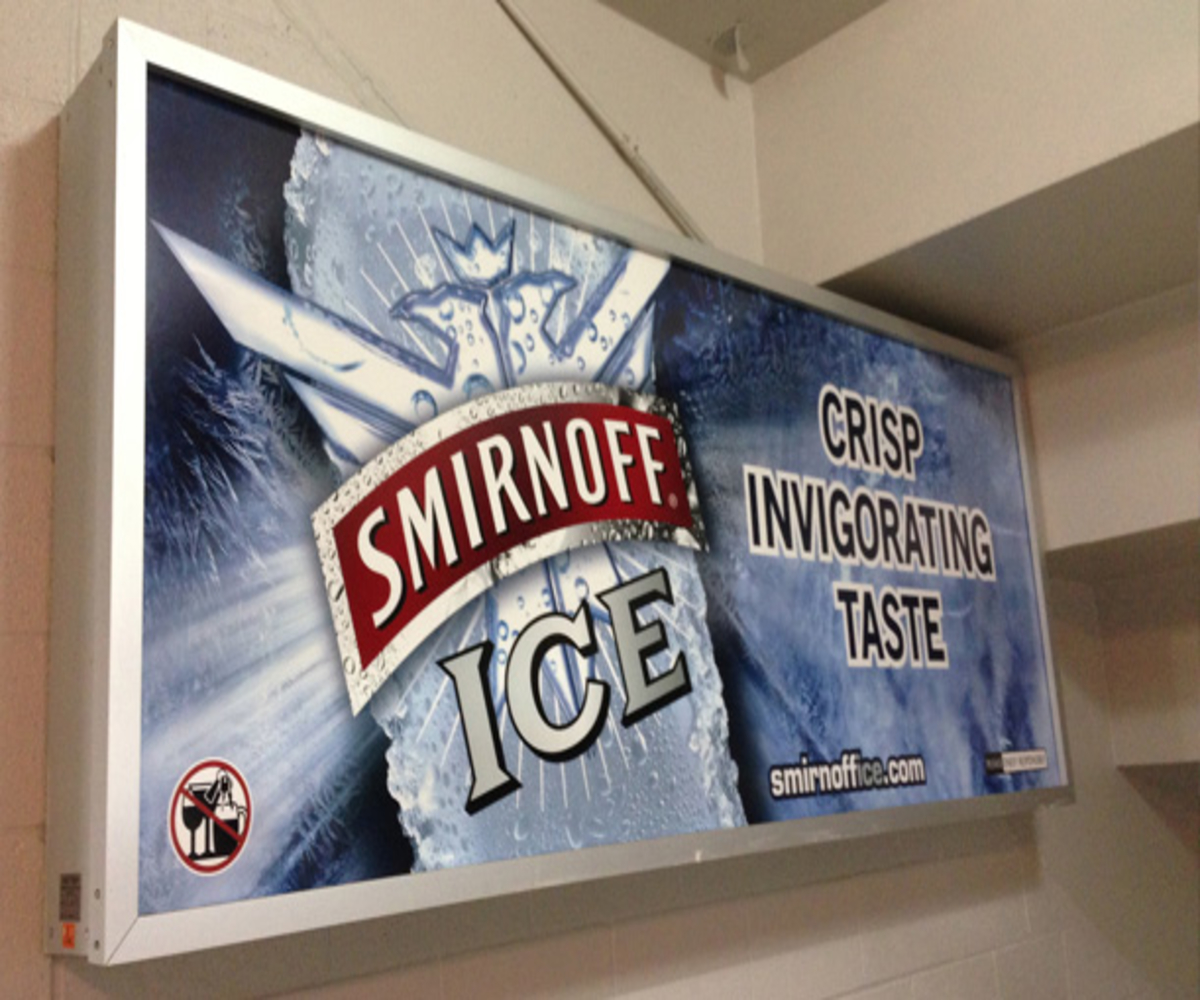 SMIRNOFF
ICE
CRISP
INVIGORATING
TASTE
smirnoffice.com